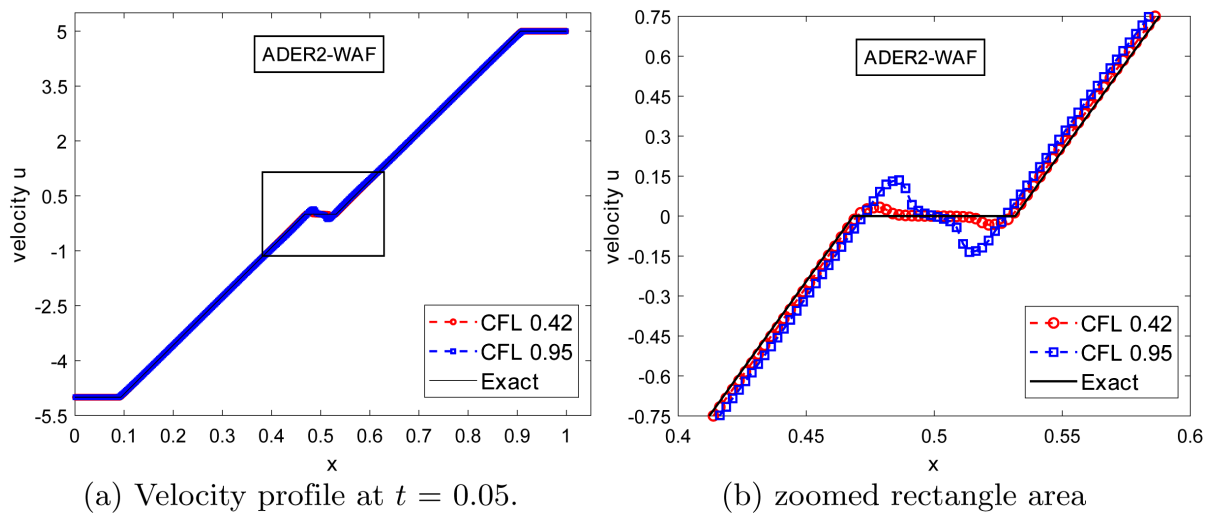 5
3.5
2
0.5
-1
-2.5
-4
-5.5
velocity u
ADER2-WAF
CFL 0.42
CFL 0.95
Exact
0 0.1 0.2 0.3 0.4 0.5 0.6 0.7 0.8 0.9 1
x
(a) Velocity profile at t = 0.05.
0.75
0.6
0.45
0.3
0.15
0
-0.15
-0.3
-0.45
-0.6
-0.75
velocity u
ADER2-WAF
CFL 0.42
CFL 0.95
Exact
0.4 0.45 0.5 0.55 0.6
x
(b) zoomed rectangle area